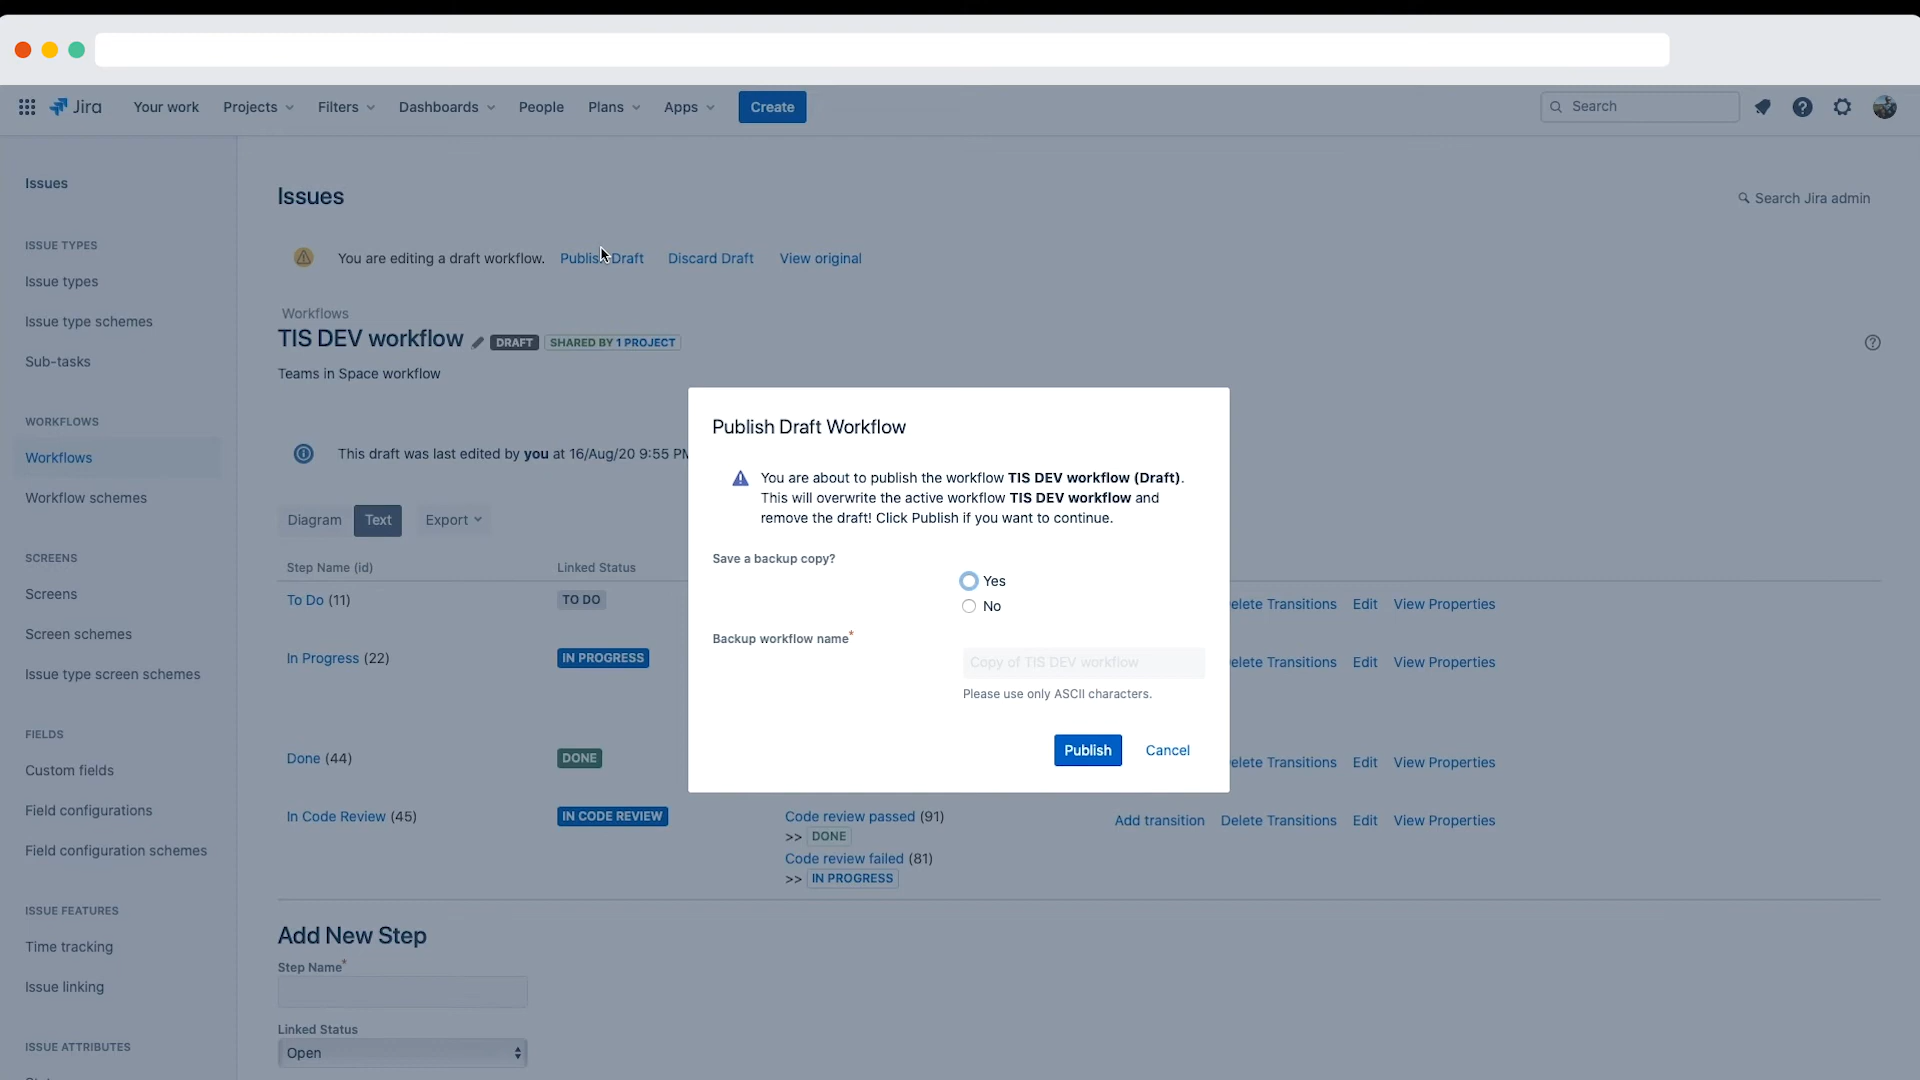 Jira
Your work
Projects
Filters
Dashboards
People
Plans
Apps
Create
Search
Issues
ISSUE TYPES
Issue types
Issue type schemes
Sub-tasks
WORKFLOWS
Workflows
Workflow schemes
SCREENS
Screens
Screen schemes
Issue type screen schemes
FIELDS
Custom fields
Field configurations
Field configuration schemes
ISSUE FEATURES
Time tracking
Issue linking
ISSUE ATTRIBUTES
Issues
Search Jira admin
You are editing a draft workflow. Publish Draft Discard Draft View original
Workflows
TIS DEV workflow DRAFT SHARED BY 1 PROJECT
Teams in Space workflow
This draft was last edited by you at 16/Aug/20 9:55 PM
Diagram Text Export
Step Name (id) Linked Status
To Do (11) TO DO
elete Transitions Edit View Properties
In Progress (22) IN PROGRESS
elete Transitions Edit View Properties
Done (44) DONE
elete Transitions Edit View Properties
In Code Review (45) IN CODE REVIEW Code review passed (91)
>> DONE
Code review failed (81)
>> IN PROGRESS
Add transition Delete Transitions Edit View Properties
Add New Step
Step Name*
Linked Status
Open
Publish Draft Workflow
You are about to publish the workflow TIS DEV workflow (Draft).
This will overwrite the active workflow TIS DEV workflow and
remove the draft! Click Publish if you want to continue.
Save a backup copy?
Yes
No
Backup workflow name*
Copy of TIS DEV workflow
Please use only ASCII characters.
Publish Cancel